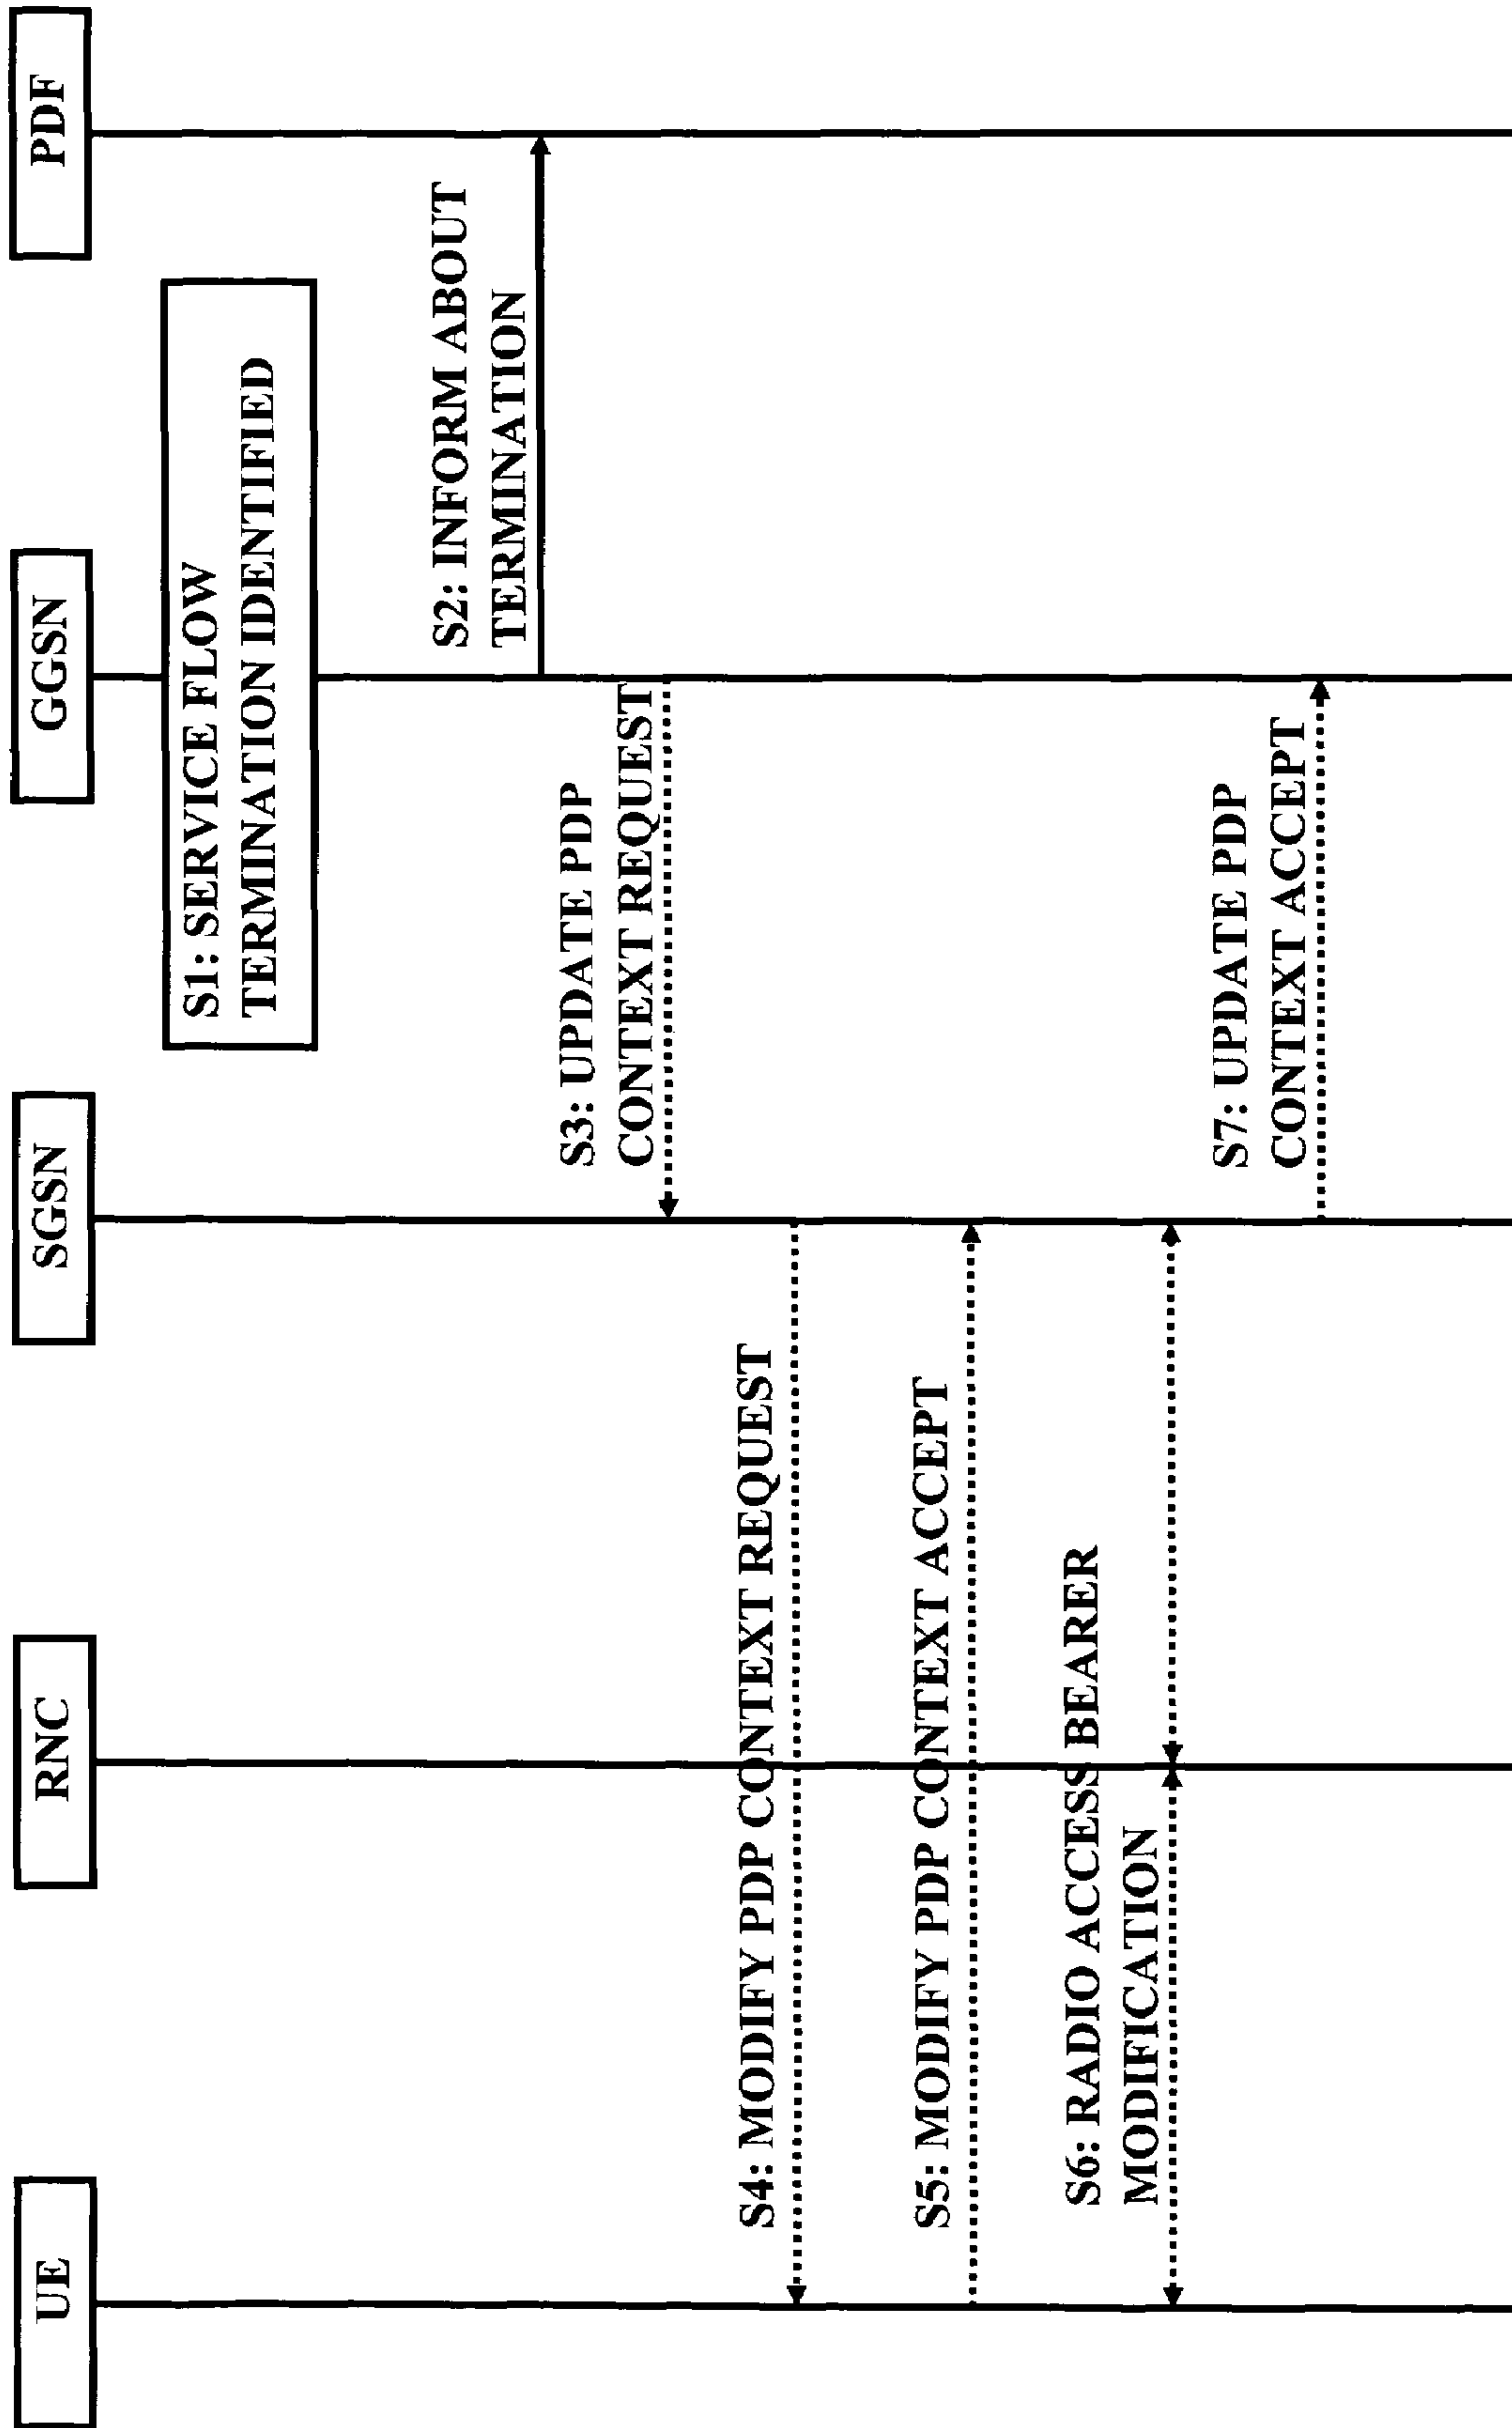 UE
RNC
SGSN
GGSN
PDF
S1: SERVICE FLOW
TERMINATION IDENTIFIED
S2: INFORM ABOUT
TERMINATION
S3: UPDATE PDP
CONTEXT REQUEST
S4: MODIFY PDP CONTEXT REQUEST
S5: MODIFY PDP CONTEXT ACCEPT
S6: RADIO ACCESS BEARER
MODIFICATION
S7: UPDATE PDP
CONTEXT ACCEPT